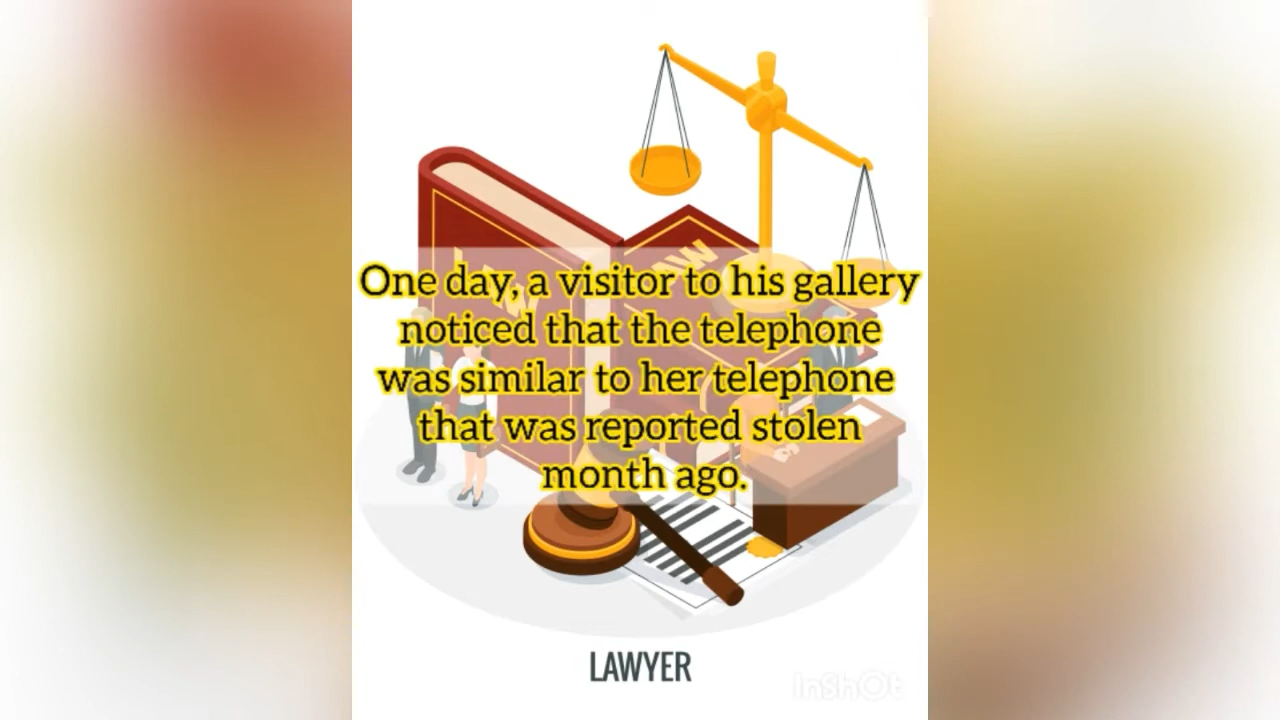 One day, a visitor to his gallery
noticed that the telephone
was similar to her telephone
that was reported stolen
month ago.
LAWYER
InShOt